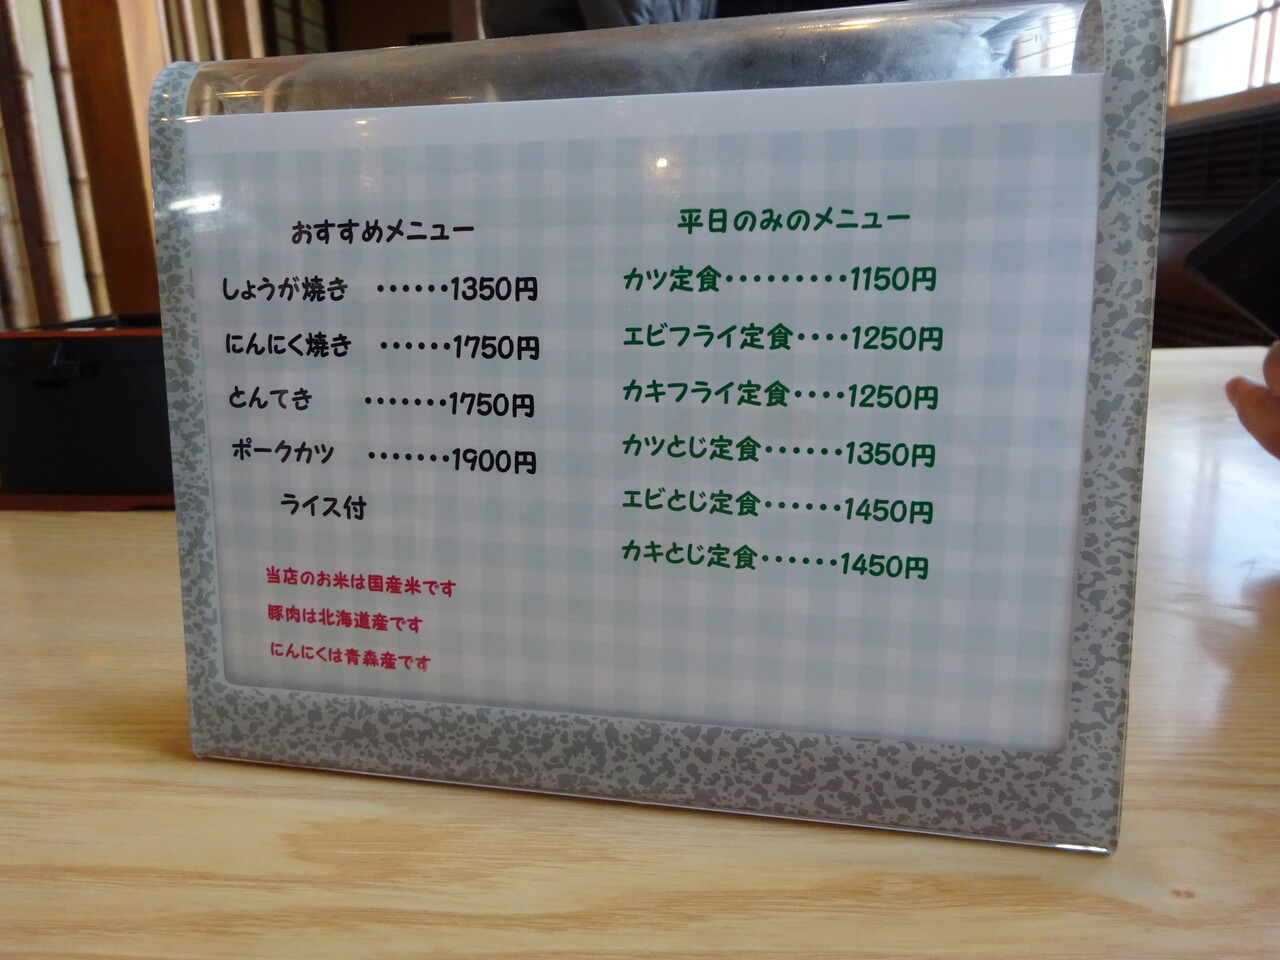 おすすめメニュー
しょうが焼き ・・・・・・1350円
にんにく焼き ・・・・・・1750円
とんてき ・・・・・・・1750円
ポークカツ ・・・・・・・1900円
ライス付
当店のお米は国産米です
豚肉は北海道産です
にんにくは青森産です
平日のみのメニュー
カツ定食・・・・・・・・・1150円
エビフライ定食・・・・1250円
カキフライ定食・・・・1250円
カツとじ定食・・・・・・1350円
エビとじ定食・・・・・・1450円
カキとじ定食・・・・・・1450円